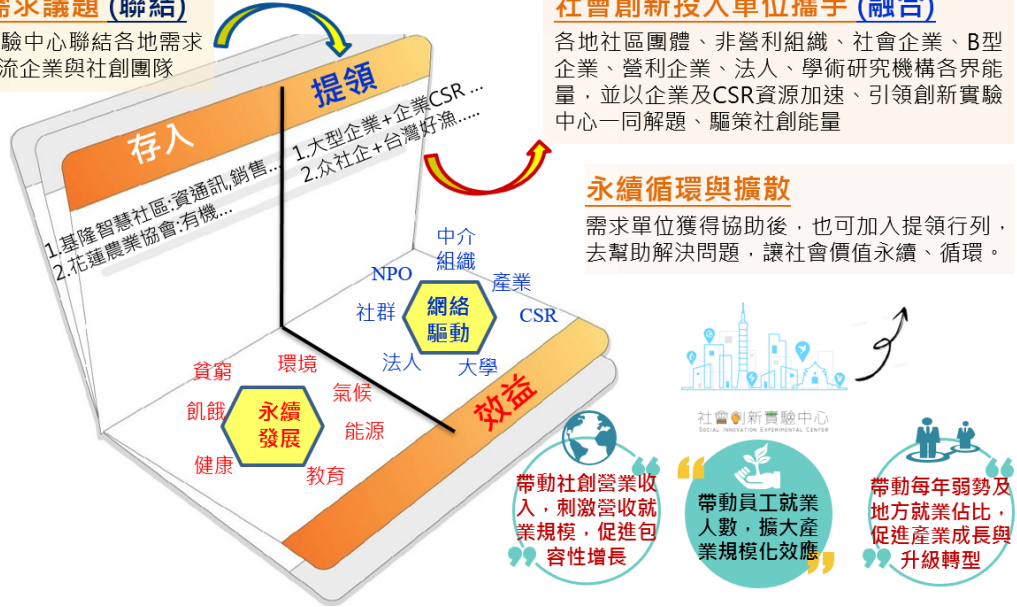 需求議題 (聯結)
驗中心聯結各地需求
流企業與社創團隊
社會創新投入單位攜手 (融合)
各地社區團體、非營利組織、社會企業、B型
企業、營利企業、法人、學術研究機構各界能
量，並以企業及CSR資源加速、引領創新實驗
中心一同解題、驅策社創能量
永續循環與擴散
需求單位獲得協助後，也可加入提領行列，
去幫助解決問題，讓社會價值永續、循環。
存入
提領
1.基隆智慧社區:資通訊,銷售...
2.花蓮農業協會:有機...
1.大型企業+企業CSR ...
2.众社企+台灣好漁.....
中介
組織
NPO
產業
社群
網絡
驅動
CSR
法人
大學
貧窮
環境
氣候
飢餓
永續
發展
能源
健康
教育
效益
社會創新實驗中心
SOCIAL INNOVATION EXPERIMENTAL CENTER
帶動社創營業收
入，刺激營收就
業規模，促進包
容性增長
帶動員工就業
人數，擴大產
業規模化效應
帶動每年弱勢及
地方就業佔比，
促進產業成長與
升級轉型